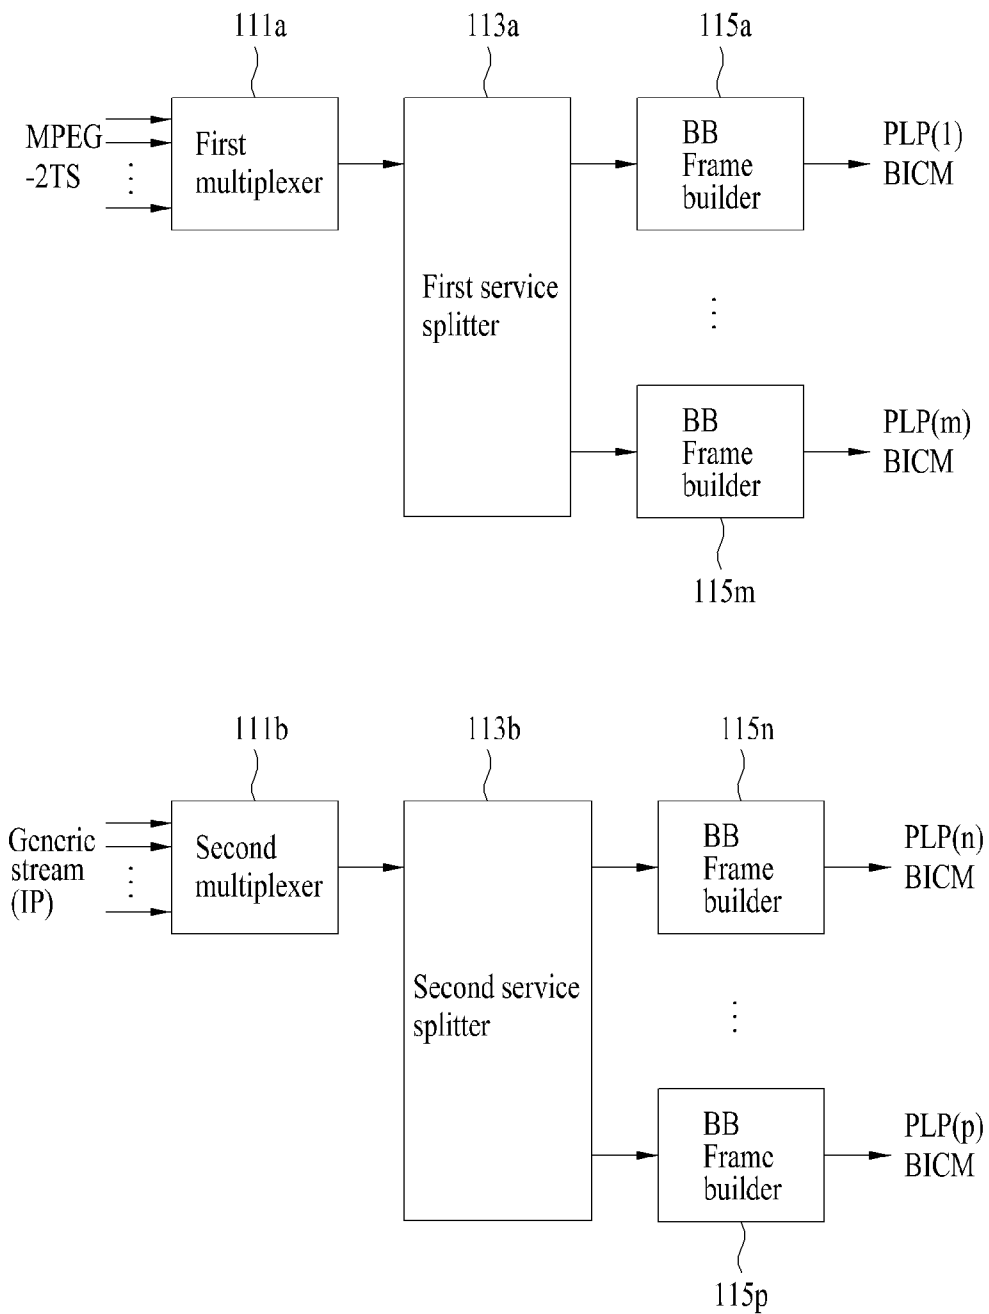 111a
113a
115a
MPEG
-2TS
First
multiplexer
First service
splitter
BB
Frame
builder
PLP(1)
BICM
BB
Frame
builder
PLP(m)
BICM
115m
111b
113b
115n
Generic
stream
(IP)
Second
multiplexer
Second service
splitter
BB
Frame
builder
PLP(n)
BICM
BB
Frame
builder
PLP(p)
BICM
115p